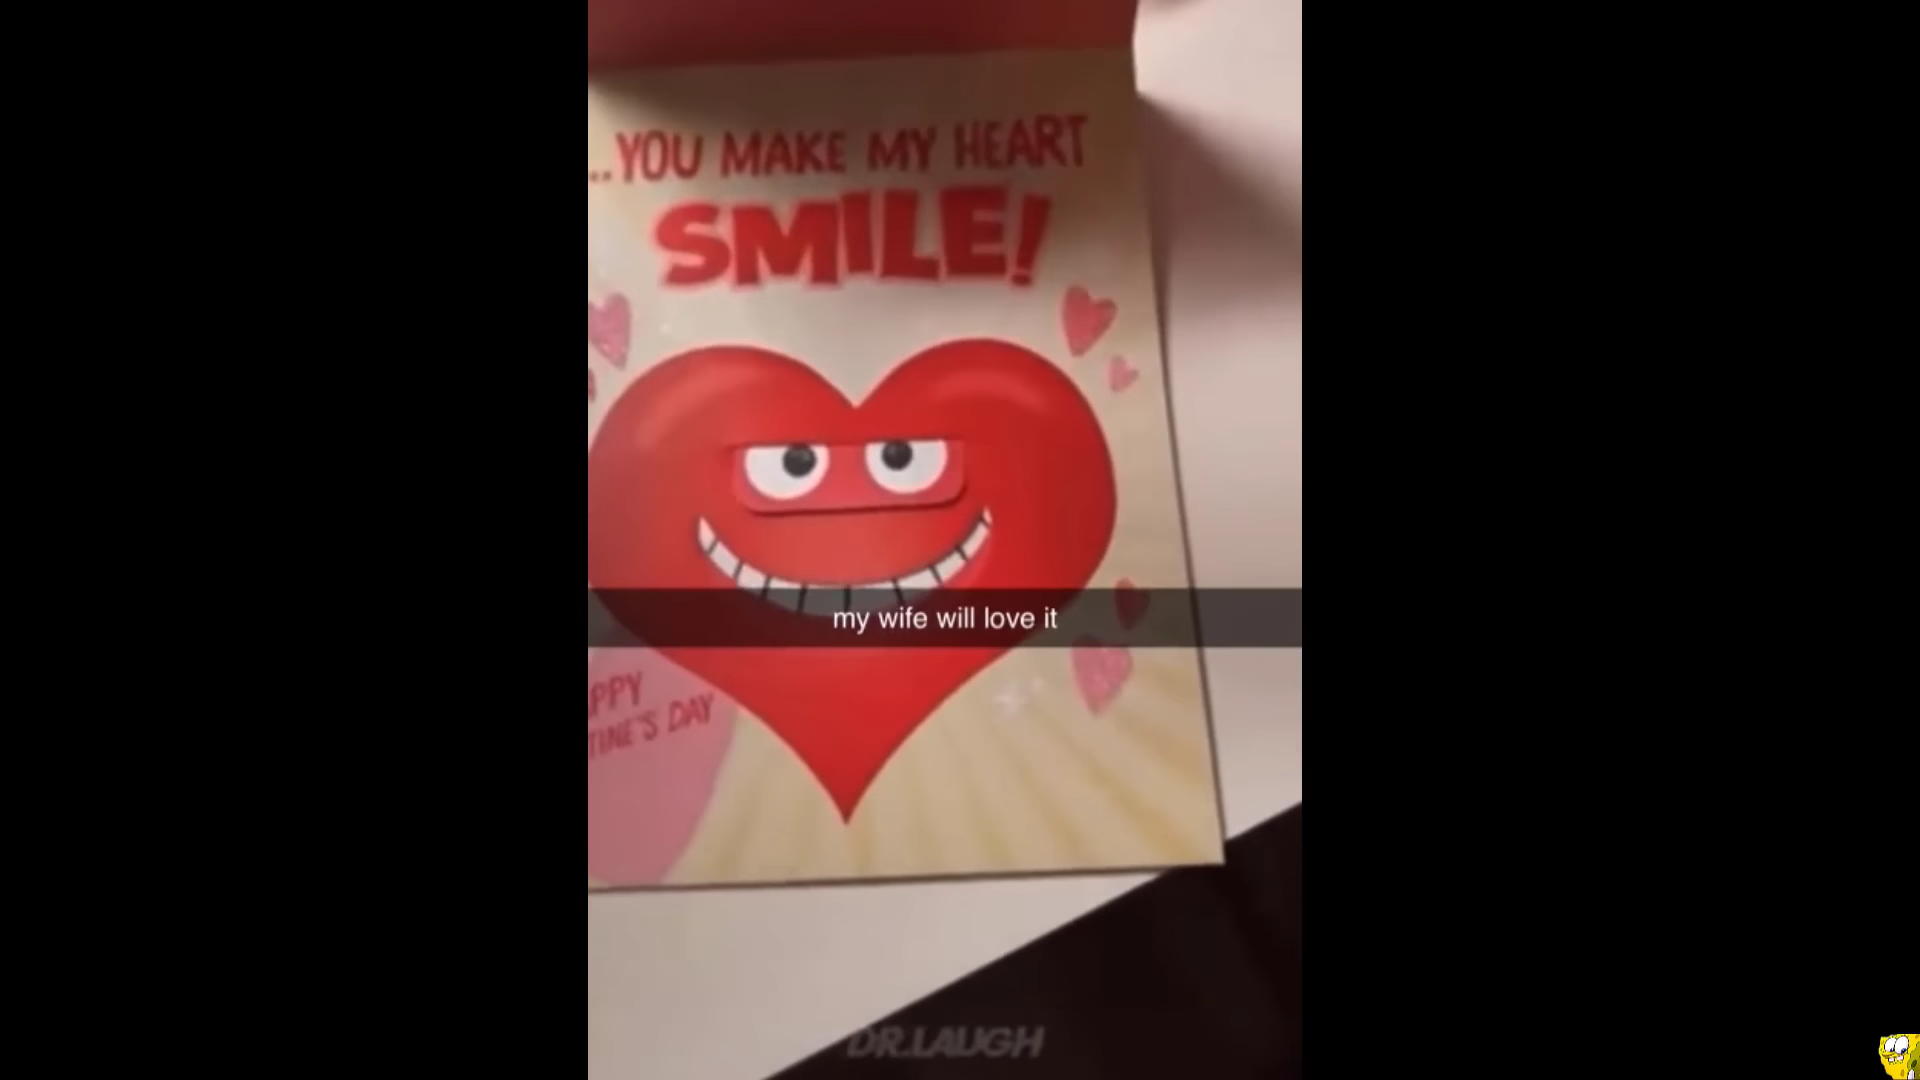 ..YOU MAKE MY HEART
SMILE!
my wife will love it
PPY
TINE'S DAY
DR.LAUGH